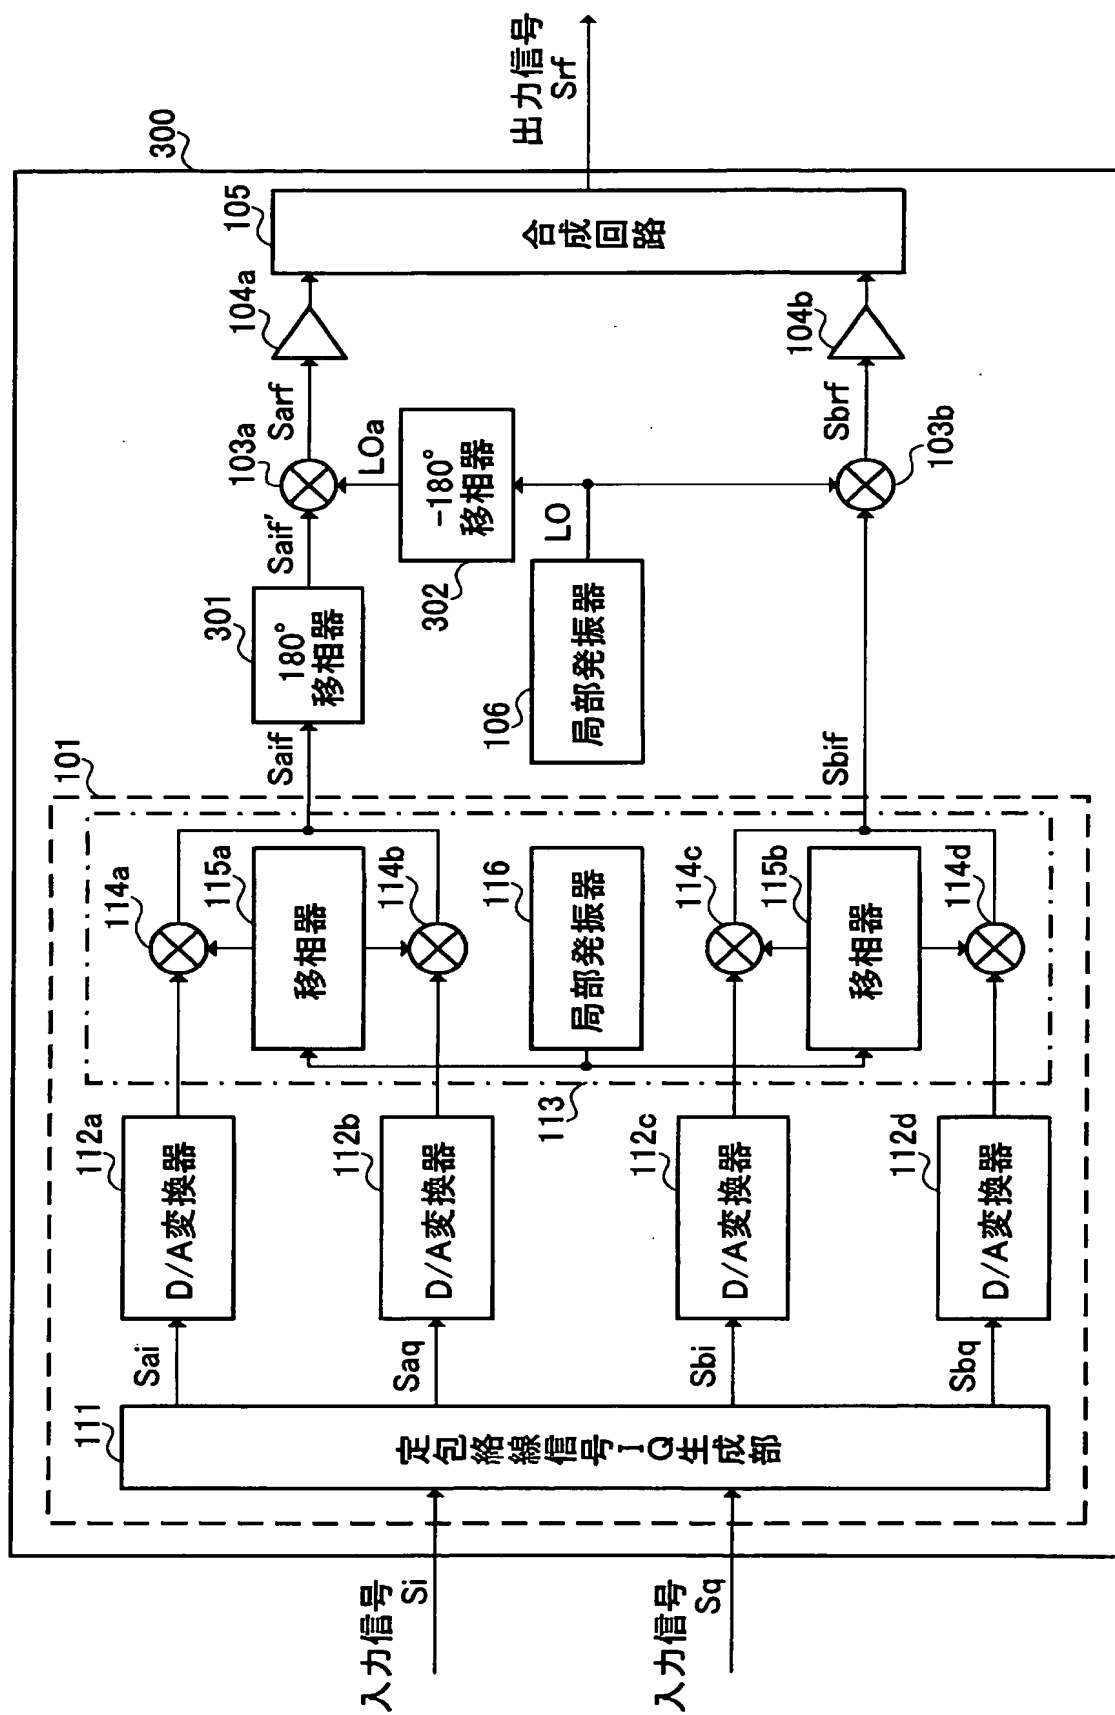 300
101
入力信号
Si
入力信号
Sq
111
定包絡線信号IQ生成部
Sai
Saq
Sbi
Sbq
112a
D/A変換器
112b
D/A変換器
112c
D/A変換器
112d
D/A変換器
113
114a
115a
移相器
114b
116
局部発振器
114c
115b
移相器
114d
Saif
Sbif
301
180°
移相器
Saif'
106
局部発振器
LO
302
-180°
移相器
LOa
103a
103b
Sarf
Sbrf
104a
104b
105
合成回路
出力信号
Srf